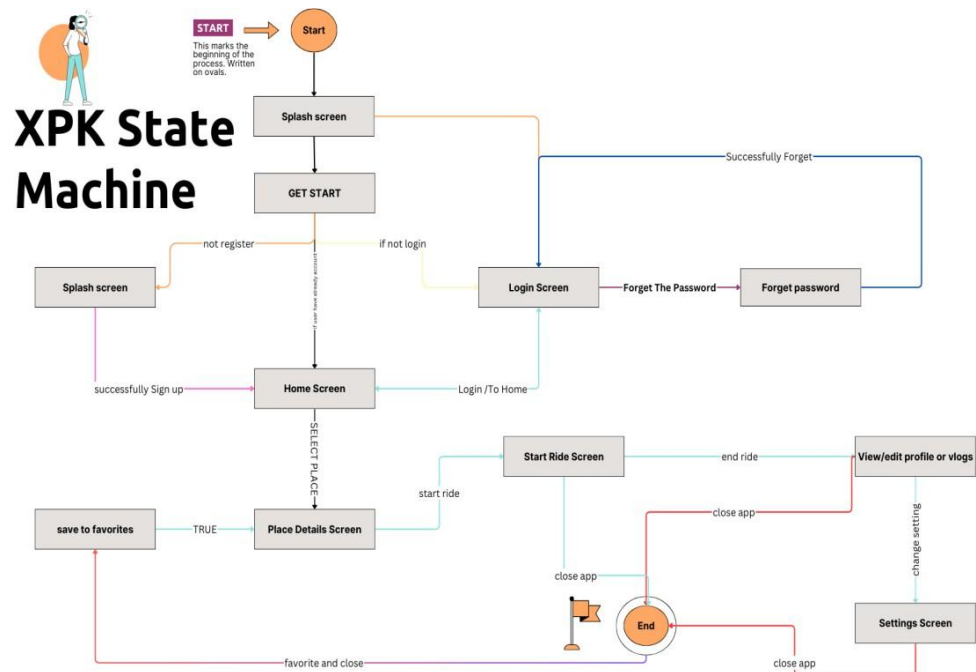 XPK State
Machine
START
This marks the
beginning of the
process. Written
on ovals.
Start
Splash screen
GET START
Successfully Forget
not register
if not login
Splash screen
Login Screen
Forget The Password
Forget password
successfully Sign up
Home Screen
Login /To Home
SELECT PLACE
Start Ride Screen
end ride
View/edit profile or vlogs
start ride
save to favorites
TRUE
Place Details Screen
close app
change setting
close app
End
Settings Screen
favorite and close
close app